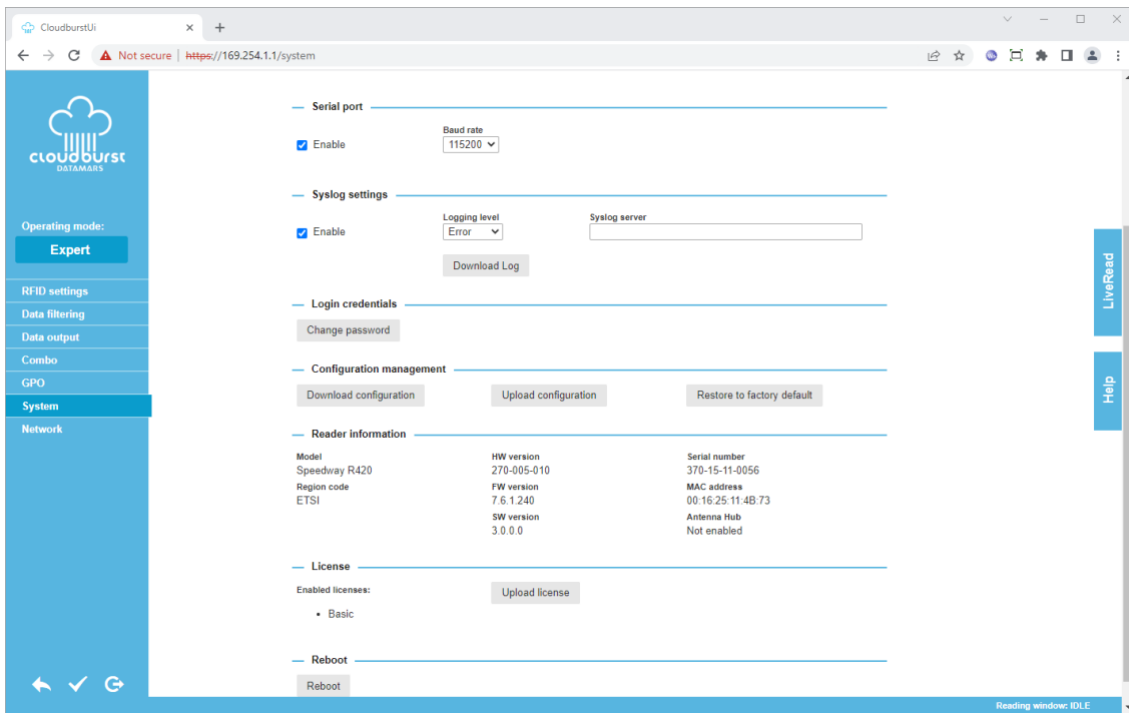 CloudburstUi
Not secure | https://169.254.1.1/system
cloudburst
DATAMARS
Operating mode:
Expert
RFID settings
Data filtering
Data output
Combo
GPO
System
Network
Serial port
Baud rate
Enable 115200
Syslog settings
Logging level Syslog server
Enable Error
Download Log
Login credentials
Change password
Configuration management
Download configuration Upload configuration Restore to factory default
Reader information
Model HW version Serial number
Speedway R420 270-005-010 370-15-11-0056
Region code FW version MAC address
ETSI 7.6.1.240 00:16:25:11:4B:73
SW version Antenna Hub
3.0.0.0 Not enabled
License
Enabled licenses: Upload license
• Basic
Reboot
Reboot
LiveRead
Help
Reading window: IDLE